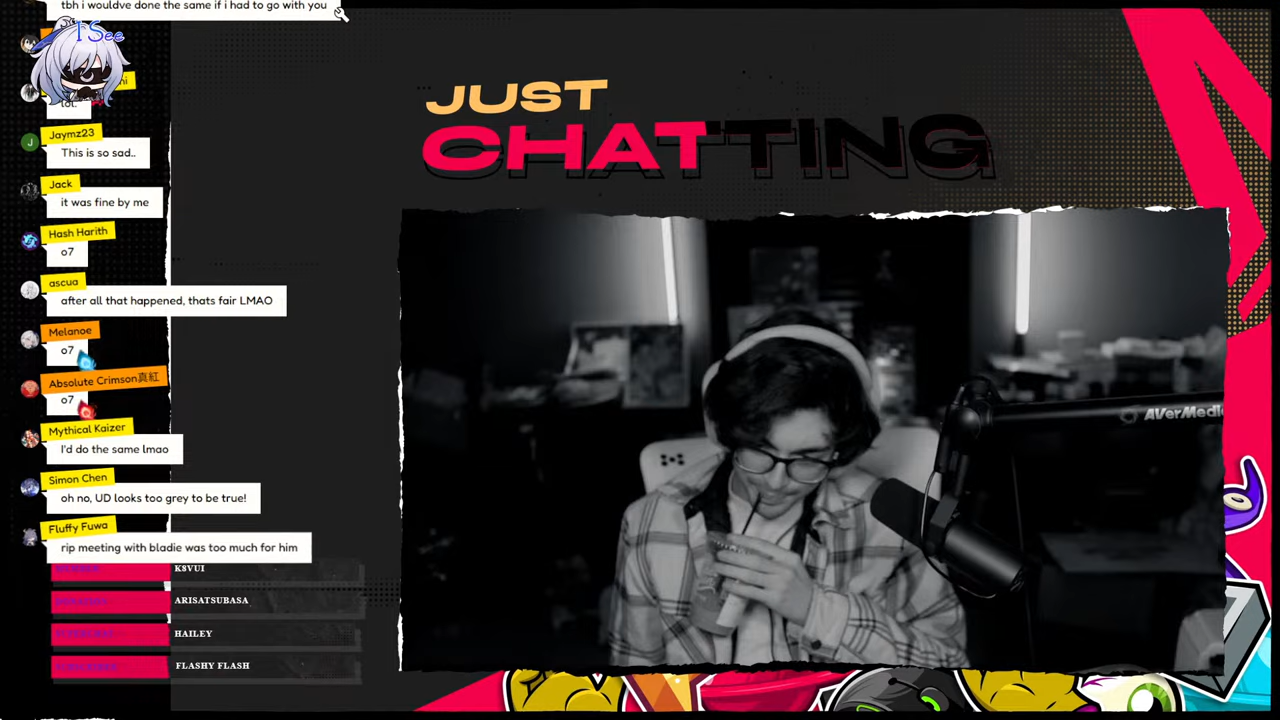 tbh i wouldve done the same if i had to go with you
I See
lol.
Jaymz23
This is so sad..
Jack
it was fine by me
Hash Harith
o7
ascua
after all that happened, thats fair LMAO
Melanoe
o7
Absolute Crimson真紅
o7
Mythical Kaizer
I'd do the same lmao
Simon Chen
oh no, UD looks too grey to be true!
Fluffy Fuwa
rip meeting with bladie was too much for him
K8VUI
ARISATSUBASA
HAILEY
FLASHY FLASH
JUST
CHATTING